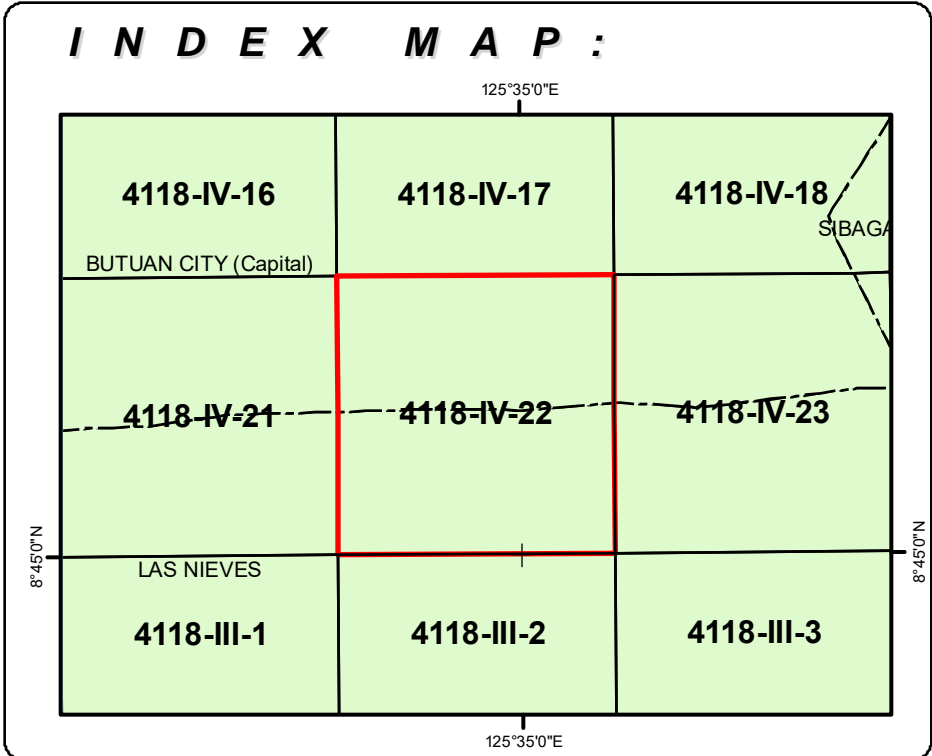 INDEX MAP:
125°35'0"E
4118-IV-16
4118-IV-17
4118-IV-18
SIBAGA
BUTUAN CITY (Capital)
4118-IV-21
4118-IV-22
4118-IV-23
8°45'0"N
8°45'0"N
LAS NIEVES
4118-III-1
4118-III-2
4118-III-3
125°35'0"E